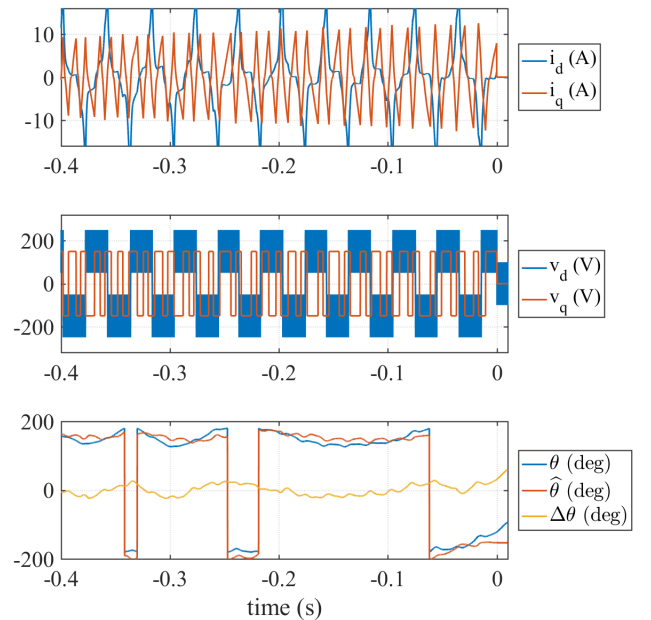 10
0
-10
-0.4 -0.3 -0.2 -0.1 0
i_d (A)
i_q (A)
200
0
-200
-0.4 -0.3 -0.2 -0.1 0
v_d (V)
v_q (V)
200
0
-200
-0.4 -0.3 -0.2 -0.1 0
time (s)
θ (deg)
θ̂ (deg)
Δθ (deg)